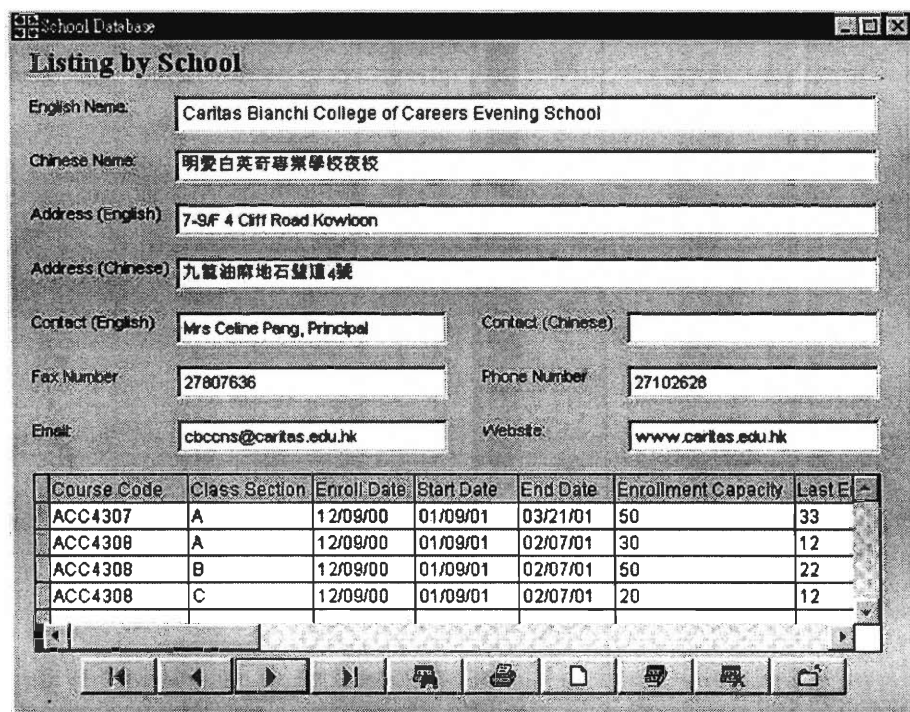 School Database
Listing by School
English Name: Caritas Bianchi College of Careers Evening School
Chinese Name: 明愛白英奇專業學校夜校
Address (English) 7-9/F 4 Cliff Road Kowloon
Address (Chinese) 九龍油麻地石壁道4號
Contact (English) Mrs Celine Pang, Principal Contact (Chinese)
Fax Number 27807636 Phone Number 27102628
Email: cbccns@caritas.edu.hk Website: www.caritas.edu.hk
Course Code Class Section Enroll Date Start Date End Date Enrollment Capacity Last E
ACC4307 A 12/09/00 01/09/01 03/21/01 50 33
ACC4308 A 12/09/00 01/09/01 02/07/01 30 12
ACC4308 B 12/09/00 01/09/01 02/07/01 50 22
ACC4308 C 12/09/00 01/09/01 02/07/01 20 12